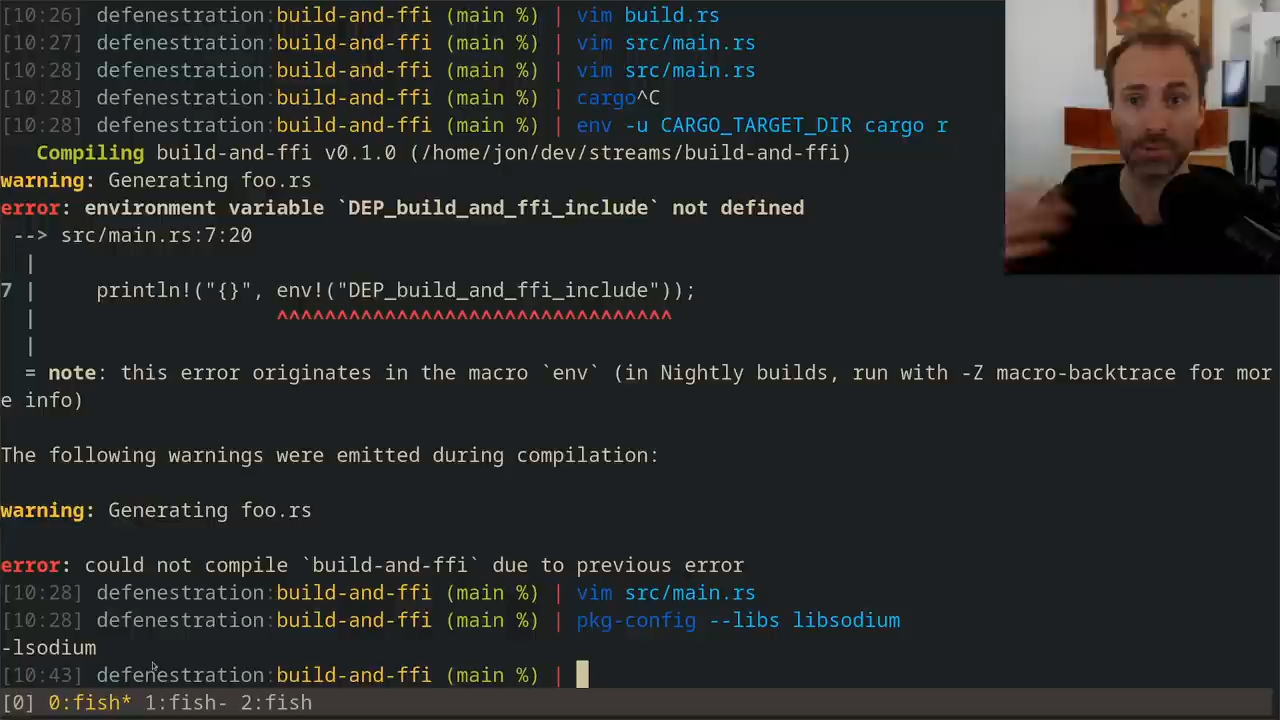 [10:26] defenestration:build-and-ffi (main %) | vim build.rs
[10:27] defenestration:build-and-ffi (main %) | vim src/main.rs
[10:28] defenestration:build-and-ffi (main %) | vim src/main.rs
[10:28] defenestration:build-and-ffi (main %) | cargo^C
[10:28] defenestration:build-and-ffi (main %) | env -u CARGO_TARGET_DIR cargo r
   Compiling build-and-ffi v0.1.0 (/home/jon/dev/streams/build-and-ffi)
warning: Generating foo.rs
error: environment variable `DEP_build_and_ffi_include` not defined
 --> src/main.rs:7:20
  |
7 |     println!("{}", env!("DEP_build_and_ffi_include"));
  |                    ^^^^^^^^^^^^^^^^^^^^^^^^^^^^^^^^^
  |
  = note: this error originates in the macro `env` (in Nightly builds, run with -Z macro-backtrace for mor
e info)
The following warnings were emitted during compilation:
warning: Generating foo.rs
error: could not compile `build-and-ffi` due to previous error
[10:28] defenestration:build-and-ffi (main %) | vim src/main.rs
[10:28] defenestration:build-and-ffi (main %) | pkg-config --libs libsodium
-lsodium
[10:43] defenestration:build-and-ffi (main %) |
[0] 0:fish* 1:fish- 2:fish